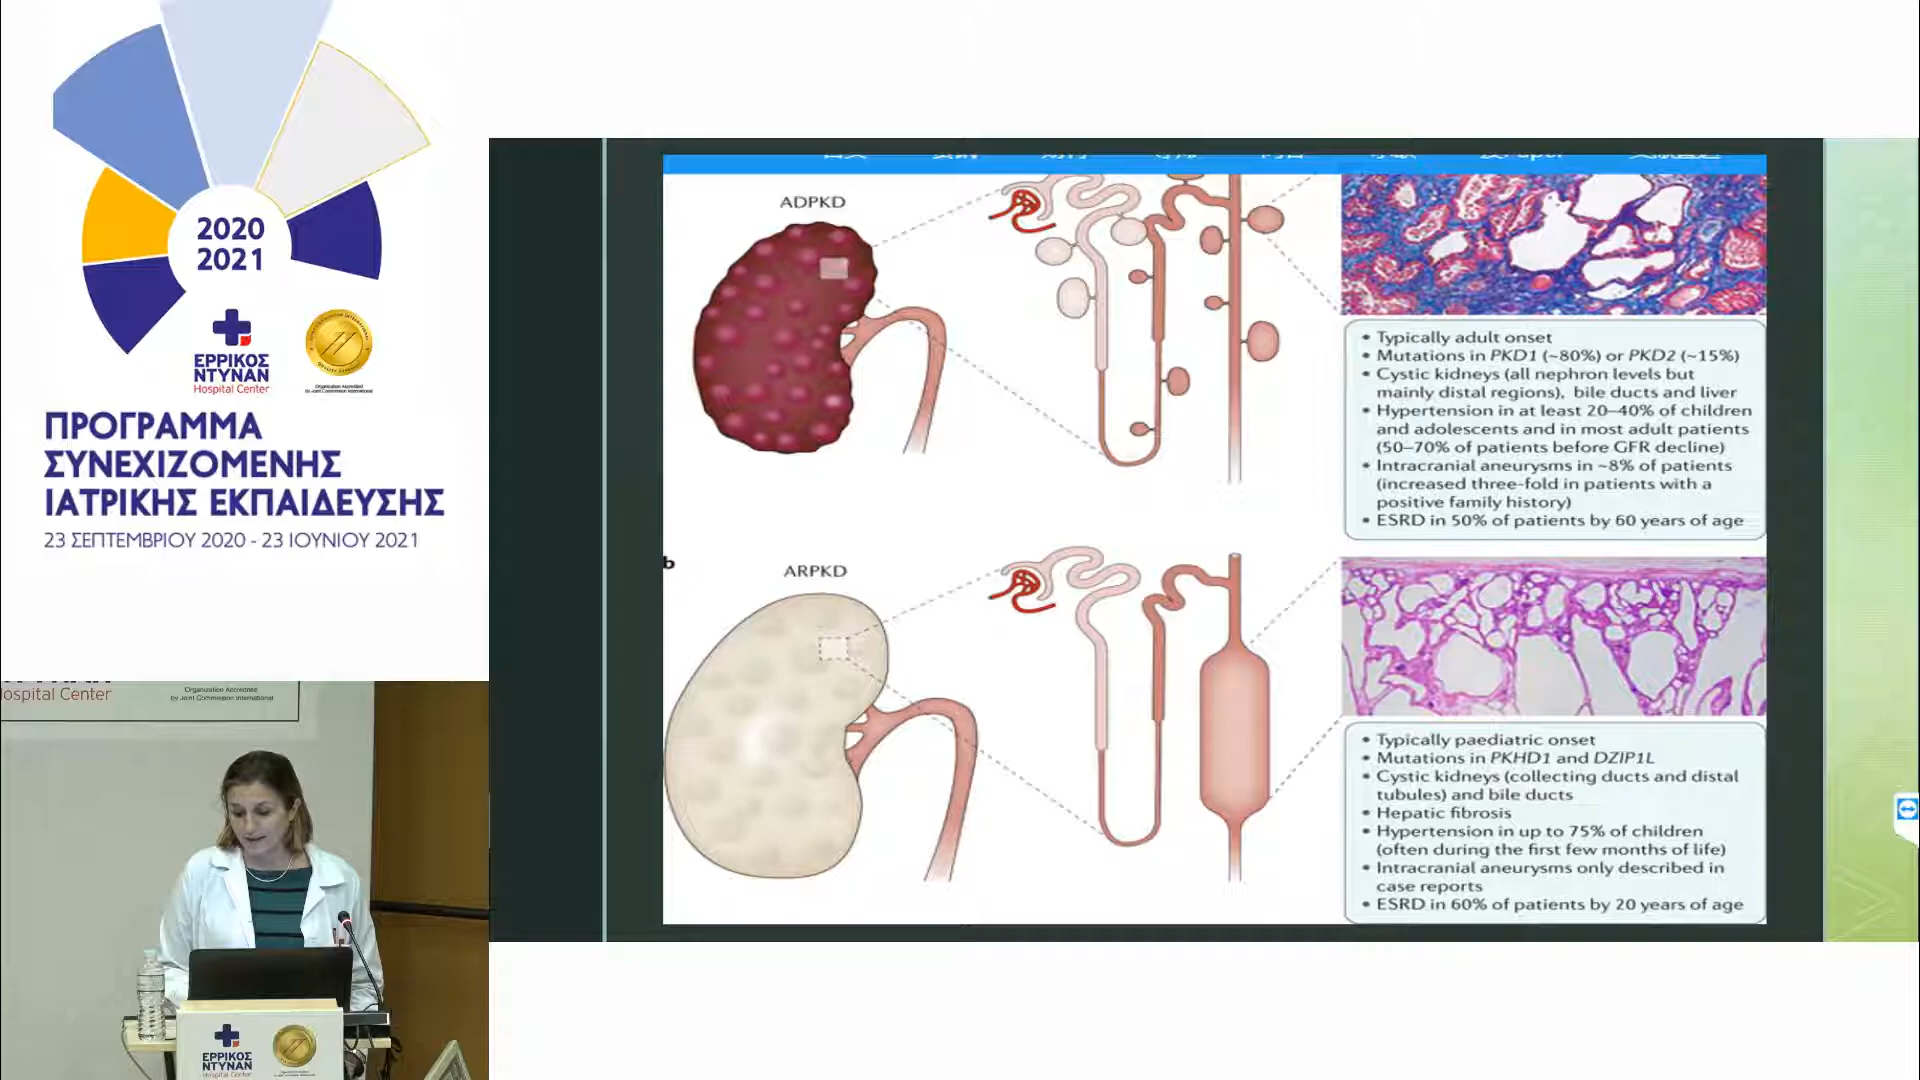 2020
2021
ΕΡΡΙΚΟΣ
ΝΤΥΝΑΝ
Hospital Center
Organization Accredited
by Joint Commission International
ΠΡΟΓΡΑΜΜΑ
ΣΥΝΕΧΙΖΟΜΕΝΗΣ
ΙΑΤΡΙΚΗΣ ΕΚΠΑΙΔΕΥΣΗΣ
23 ΣΕΠΤΕΜΒΡΙΟΥ 2020 - 23 ΙΟΥΝΙΟΥ 2021
ADPKD
• Typically adult onset
• Mutations in PKD1 (~80%) or PKD2 (~15%)
• Cystic kidneys (all nephron levels but
mainly distal regions), bile ducts and liver
• Hypertension in at least 20–40% of children
and adolescents and in most adult patients
(50–70% of patients before GFR decline)
• Intracranial aneurysms in ~8% of patients
(increased three-fold in patients with a
positive family history)
• ESRD in 50% of patients by 60 years of age
b
ARPKD
• Typically paediatric onset
• Mutations in PKHD1 and DZIP1L
• Cystic kidneys (collecting ducts and distal
tubules) and bile ducts
• Hepatic fibrosis
• Hypertension in up to 75% of children
(often during the first few months of life)
• Intracranial aneurysms only described in
case reports
• ESRD in 60% of patients by 20 years of age
Hospital Center
Organization Accredited
by Joint Commission International
ΕΡΡΙΚΟΣ
ΝΤΥΝΑΝ
Hospital Center